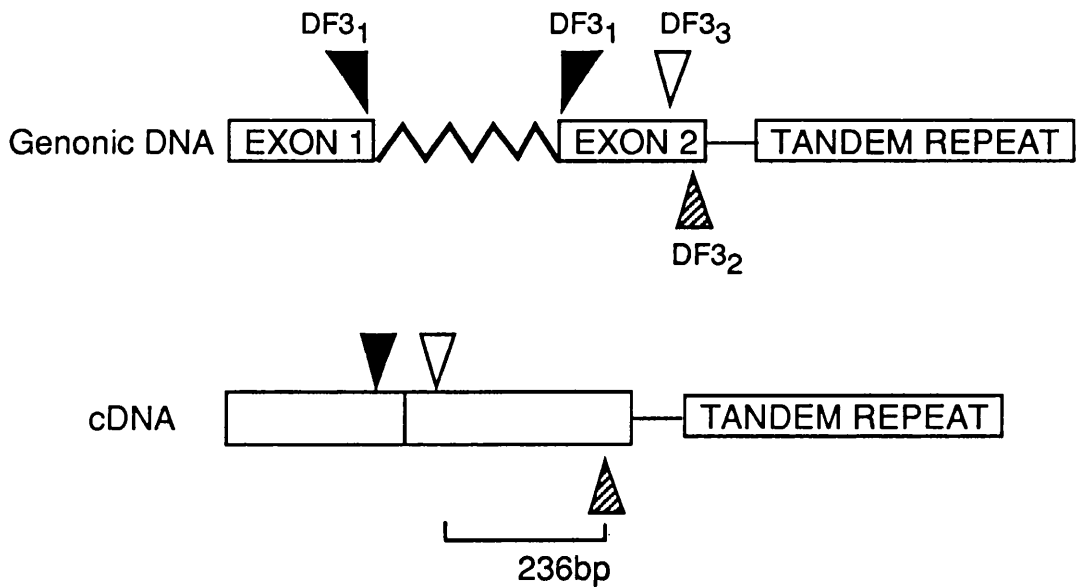 DF3₁ DF3₁ DF3₃
Genonic DNA EXON 1 EXON 2 TANDEM REPEAT
DF3₂
cDNA TANDEM REPEAT
236bp